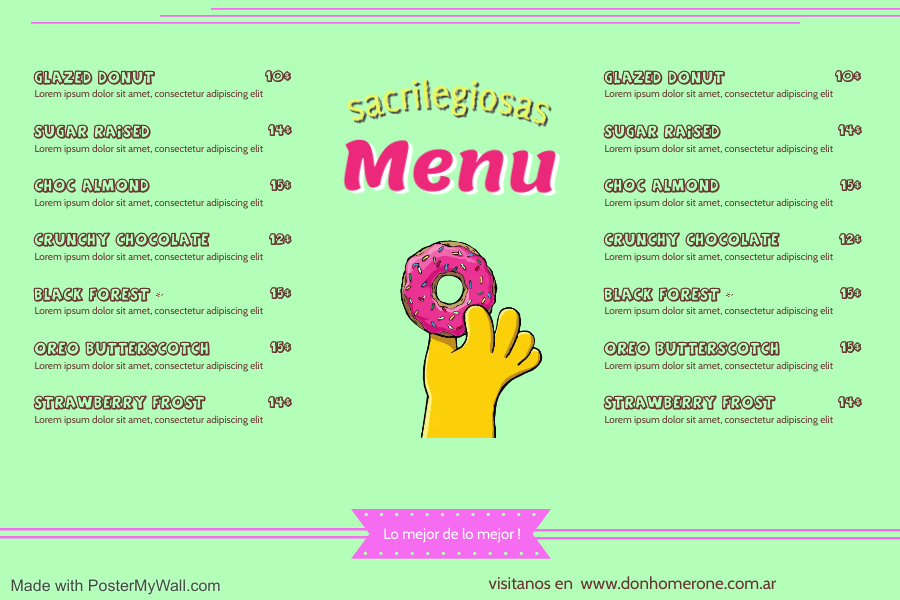 GLAZED DONUT 10$
Lorem ipsum dolor sit amet, consectetur adipiscing elit
SUGAR RAISED 14$
Lorem ipsum dolor sit amet, consectetur adipiscing elit
CHOC ALMOND 15$
Lorem ipsum dolor sit amet, consectetur adipiscing elit
CRUNCHY CHOCOLATE 12$
Lorem ipsum dolor sit amet, consectetur adipiscing elit
BLACK FOREST 15$
Lorem ipsum dolor sit amet, consectetur adipiscing elit
OREO BUTTERSCOTCH 15$
Lorem ipsum dolor sit amet, consectetur adipiscing elit
STRAWBERRY FROST 14$
Lorem ipsum dolor sit amet, consectetur adipiscing elit
sacrilegiosas
Menu
GLAZED DONUT 10$
Lorem ipsum dolor sit amet, consectetur adipiscing elit
SUGAR RAISED 14$
Lorem ipsum dolor sit amet, consectetur adipiscing elit
CHOC ALMOND 15$
Lorem ipsum dolor sit amet, consectetur adipiscing elit
CRUNCHY CHOCOLATE 12$
Lorem ipsum dolor sit amet, consectetur adipiscing elit
BLACK FOREST 15$
Lorem ipsum dolor sit amet, consectetur adipiscing elit
OREO BUTTERSCOTCH 15$
Lorem ipsum dolor sit amet, consectetur adipiscing elit
STRAWBERRY FROST 14$
Lorem ipsum dolor sit amet, consectetur adipiscing elit
Lo mejor de lo mejor !
Made with PosterMyWall.com
visitanos en www.donhomerone.com.ar